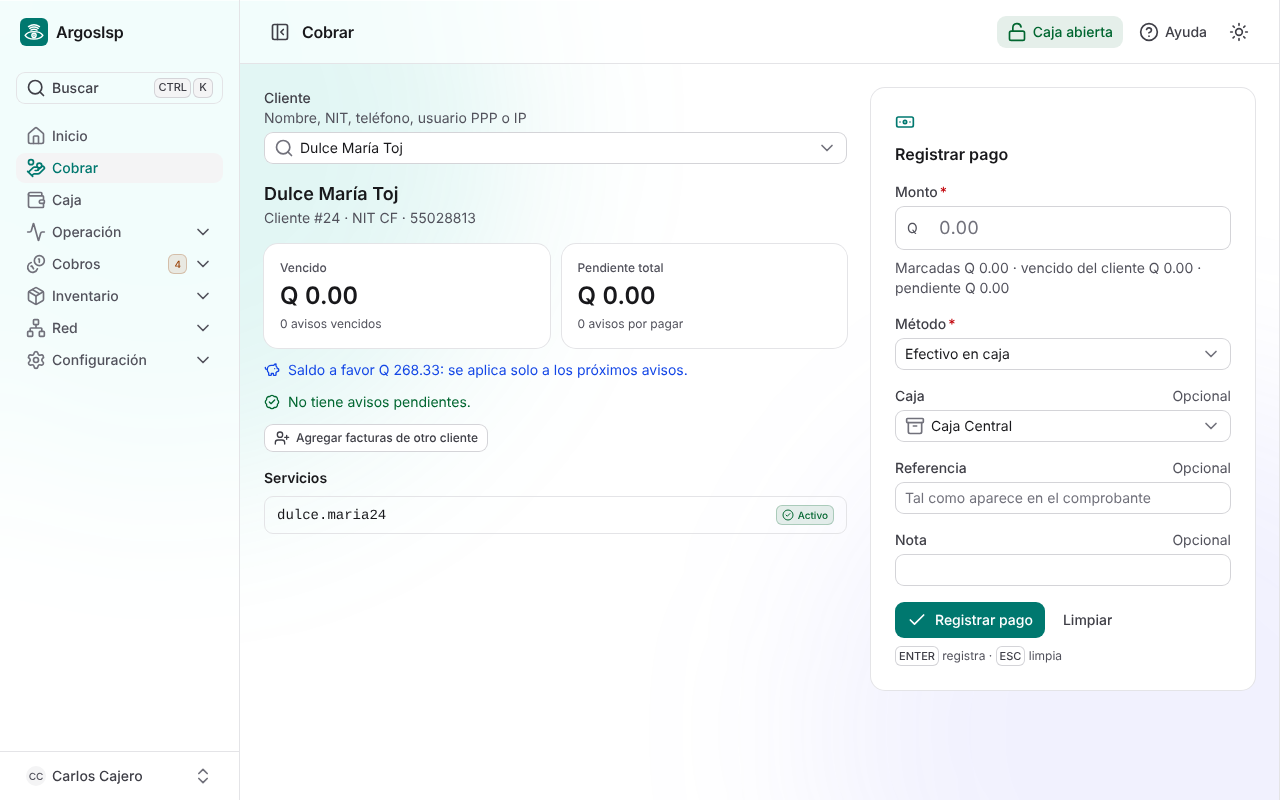 ArgosIsp
Buscar CTRL K
Inicio
Cobrar
Caja
Operación
Cobros 4
Inventario
Red
Configuración
CC Carlos Cajero
Cobrar
Caja abierta
Ayuda
Cliente
Nombre, NIT, teléfono, usuario PPP o IP
Dulce María Toj
Dulce María Toj
Cliente #24 · NIT CF · 55028813
Vencido
Q 0.00
0 avisos vencidos
Pendiente total
Q 0.00
0 avisos por pagar
Saldo a favor Q 268.33: se aplica solo a los próximos avisos.
No tiene avisos pendientes.
Agregar facturas de otro cliente
Servicios
dulce.maria24 Activo
Registrar pago
Monto*
Q 0.00
Marcadas Q 0.00 · vencido del cliente Q 0.00 ·
pendiente Q 0.00
Método*
Efectivo en caja
Caja Opcional
Caja Central
Referencia Opcional
Tal como aparece en el comprobante
Nota Opcional
Registrar pago Limpiar
ENTER registra · ESC limpia